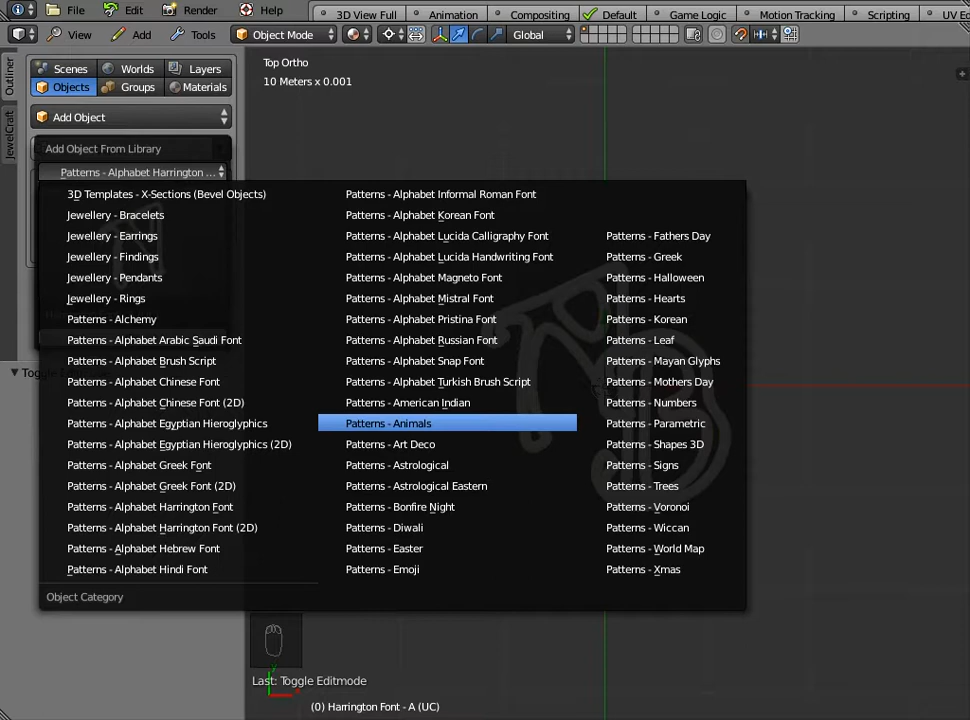 File Edit Render Help 3D View Full Animation Compositing Default Game Logic Motion Tracking Scripting UV Ed
View Add Tools Object Mode Global
Outliner
JewelCraft
Scenes Worlds Layers
Objects Groups Materials
Add Object
Add Object From Library
Patterns - Alphabet Harrington ...
3D Templates - X-Sections (Bevel Objects)
Jewellery - Bracelets
Jewellery - Earrings
Jewellery - Findings
Jewellery - Pendants
Jewellery - Rings
Patterns - Alchemy
Patterns - Alphabet Arabic Saudi Font
Patterns - Alphabet Brush Script
Patterns - Alphabet Chinese Font
Patterns - Alphabet Chinese Font (2D)
Patterns - Alphabet Egyptian Hieroglyphics
Patterns - Alphabet Egyptian Hieroglyphics (2D)
Patterns - Alphabet Greek Font
Patterns - Alphabet Greek Font (2D)
Patterns - Alphabet Harrington Font
Patterns - Alphabet Harrington Font (2D)
Patterns - Alphabet Hebrew Font
Patterns - Alphabet Hindi Font
Object Category
Patterns - Alphabet Informal Roman Font
Patterns - Alphabet Korean Font
Patterns - Alphabet Lucida Calligraphy Font
Patterns - Alphabet Lucida Handwriting Font
Patterns - Alphabet Magneto Font
Patterns - Alphabet Mistral Font
Patterns - Alphabet Pristina Font
Patterns - Alphabet Russian Font
Patterns - Alphabet Snap Font
Patterns - Alphabet Turkish Brush Script
Patterns - American Indian
Patterns - Animals
Patterns - Art Deco
Patterns - Astrological
Patterns - Astrological Eastern
Patterns - Bonfire Night
Patterns - Diwali
Patterns - Easter
Patterns - Emoji
Patterns - Fathers Day
Patterns - Greek
Patterns - Halloween
Patterns - Hearts
Patterns - Korean
Patterns - Leaf
Patterns - Mayan Glyphs
Patterns - Mothers Day
Patterns - Numbers
Patterns - Parametric
Patterns - Shapes 3D
Patterns - Signs
Patterns - Trees
Patterns - Voronoi
Patterns - Wiccan
Patterns - World Map
Patterns - Xmas
Top Ortho
10 Meters x 0.001
Last: Toggle Editmode
(0) Harrington Font - A (UC)